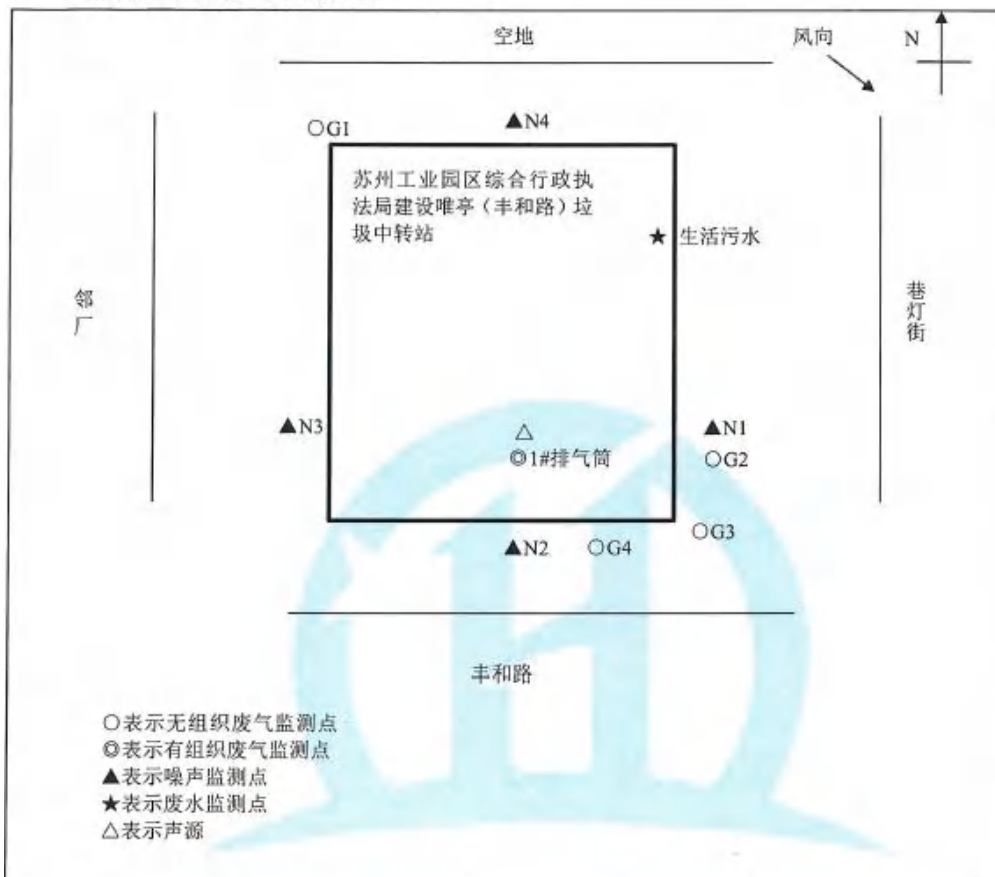 空地
风向
N
○G1
▲N4
苏州工业园区综合行政执
法局建设唯亭（丰和路）垃
圾中转站
★ 生活污水
邻厂
巷灯街
▲N3
△
◎1#排气筒
▲N1
○G2
○G3
▲N2
○G4
丰和路
○表示无组织废气监测点
◎表示有组织废气监测点
▲表示噪声监测点
★表示废水监测点
△表示声源